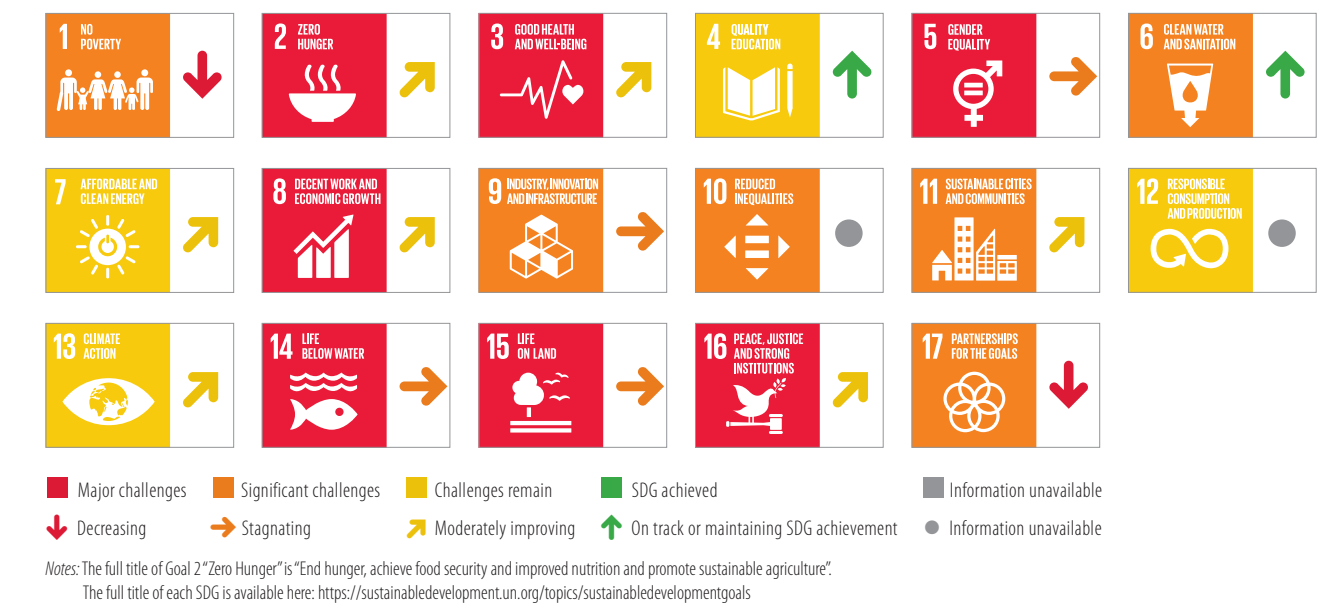 1 NO
POVERTY
2 ZERO
HUNGER
3 GOOD HEALTH
AND WELL-BEING
4 QUALITY
EDUCATION
5 GENDER
EQUALITY
6 CLEAN WATER
AND SANITATION
7 AFFORDABLE AND
CLEAN ENERGY
8 DECENT WORK AND
ECONOMIC GROWTH
9 INDUSTRY, INNOVATION
AND INFRASTRUCTURE
10 REDUCED
INEQUALITIES
11 SUSTAINABLE CITIES
AND COMMUNITIES
12 RESPONSIBLE
CONSUMPTION
AND PRODUCTION
13 CLIMATE
ACTION
14 LIFE
BELOW WATER
15 LIFE
ON LAND
16 PEACE, JUSTICE
AND STRONG
INSTITUTIONS
17 PARTNERSHIPS
FOR THE GOALS
Major challenges Significant challenges Challenges remain SDG achieved Information unavailable
Decreasing Stagnating Moderately improving On track or maintaining SDG achievement Information unavailable
Notes: The full title of Goal 2 “Zero Hunger” is “End hunger, achieve food security and improved nutrition and promote sustainable agriculture”.
The full title of each SDG is available here: https://sustainabledevelopment.un.org/topics/sustainabledevelopmentgoals